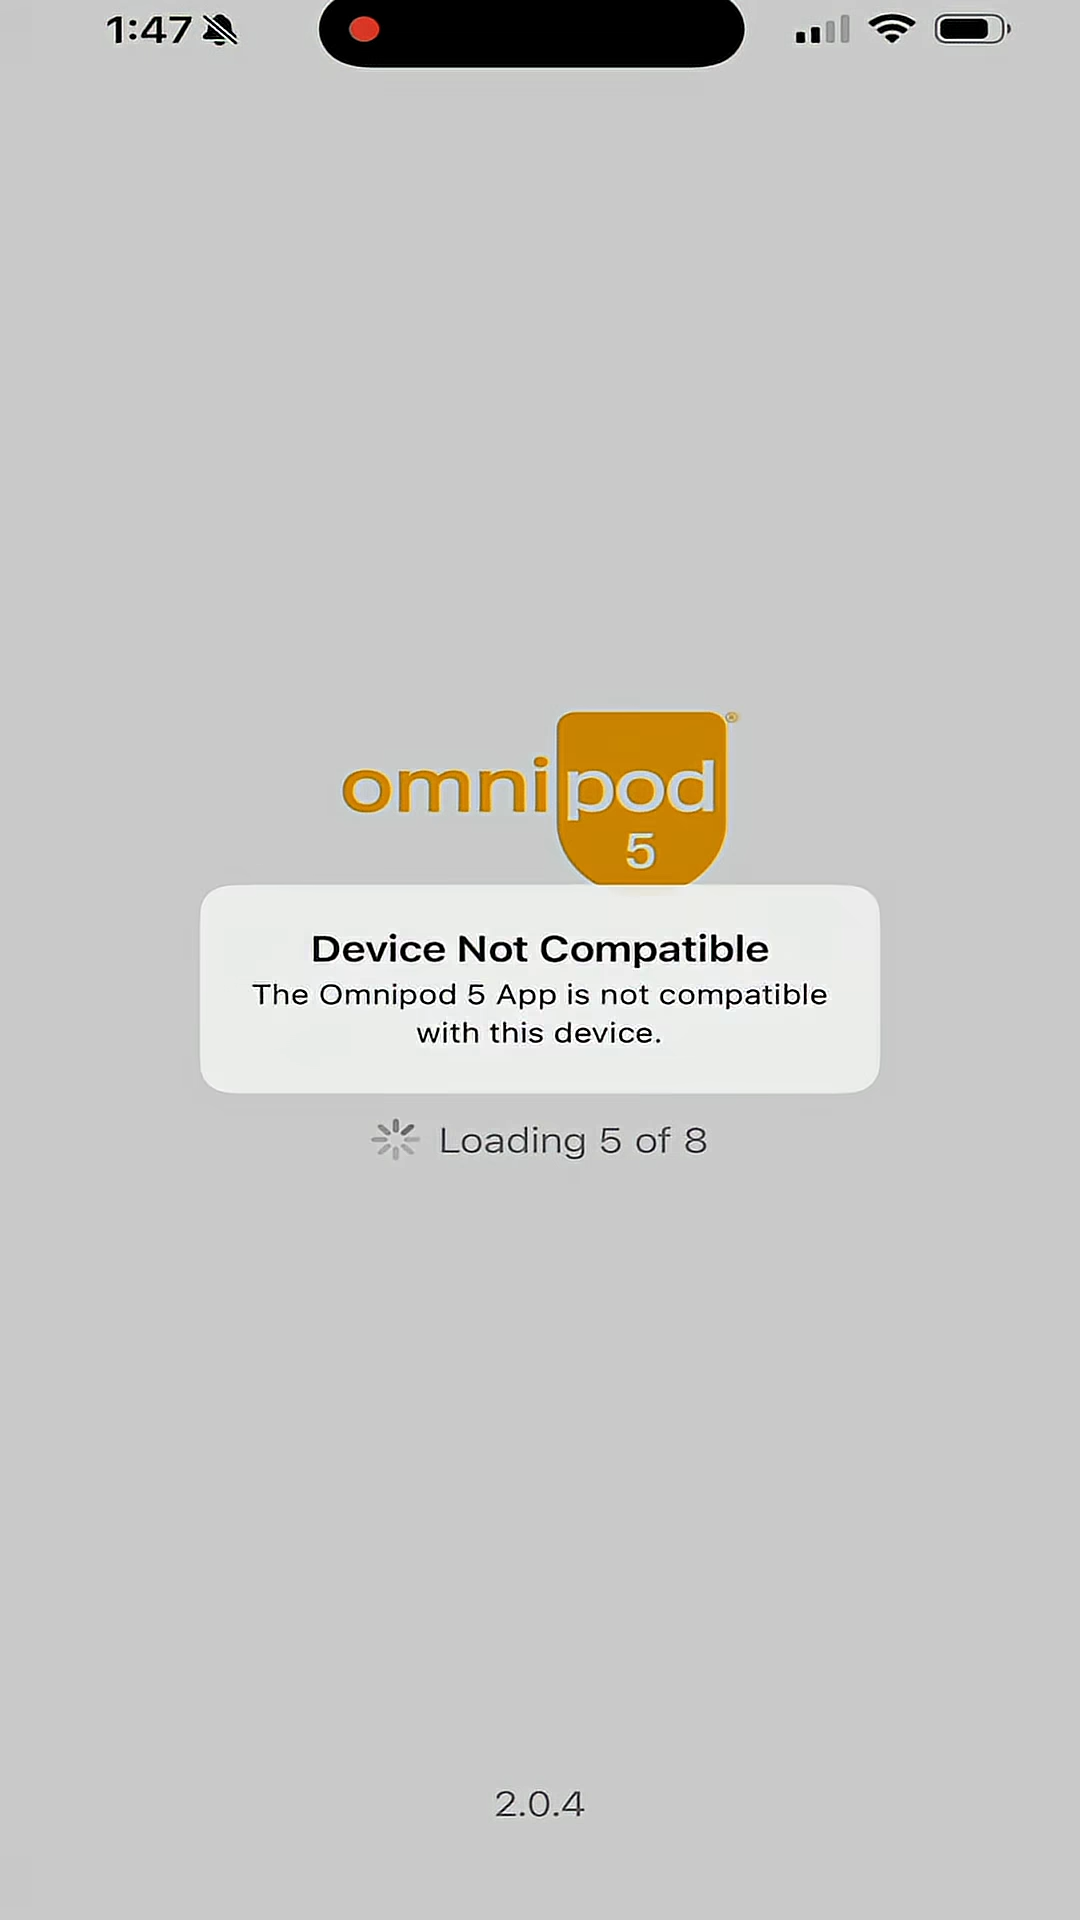 1:47
omnipod®
5
Device Not Compatible
The Omnipod 5 App is not compatible
with this device.
Loading 5 of 8
2.0.4